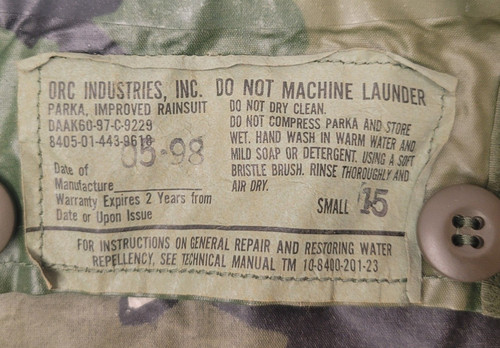 ORC INDUSTRIES, INC.
PARKA, IMPROVED RAINSUIT
DAAK60-97-C-9229
8405-01-443-9616
05-98
Date of
Manufacture
Warranty Expires 2 Years from
Date or Upon Issue
DO NOT MACHINE LAUNDER
DO NOT DRY CLEAN.
DO NOT COMPRESS PARKA AND STORE
WET. HAND WASH IN WARM WATER AND
MILD SOAP OR DETERGENT. USING A SOFT
BRISTLE BRUSH. RINSE THOROUGHLY AND
AIR DRY.
SMALL 15
FOR INSTRUCTIONS ON GENERAL REPAIR AND RESTORING WATER
REPELLENCY, SEE TECHNICAL MANUAL TM 10-8400-201-23